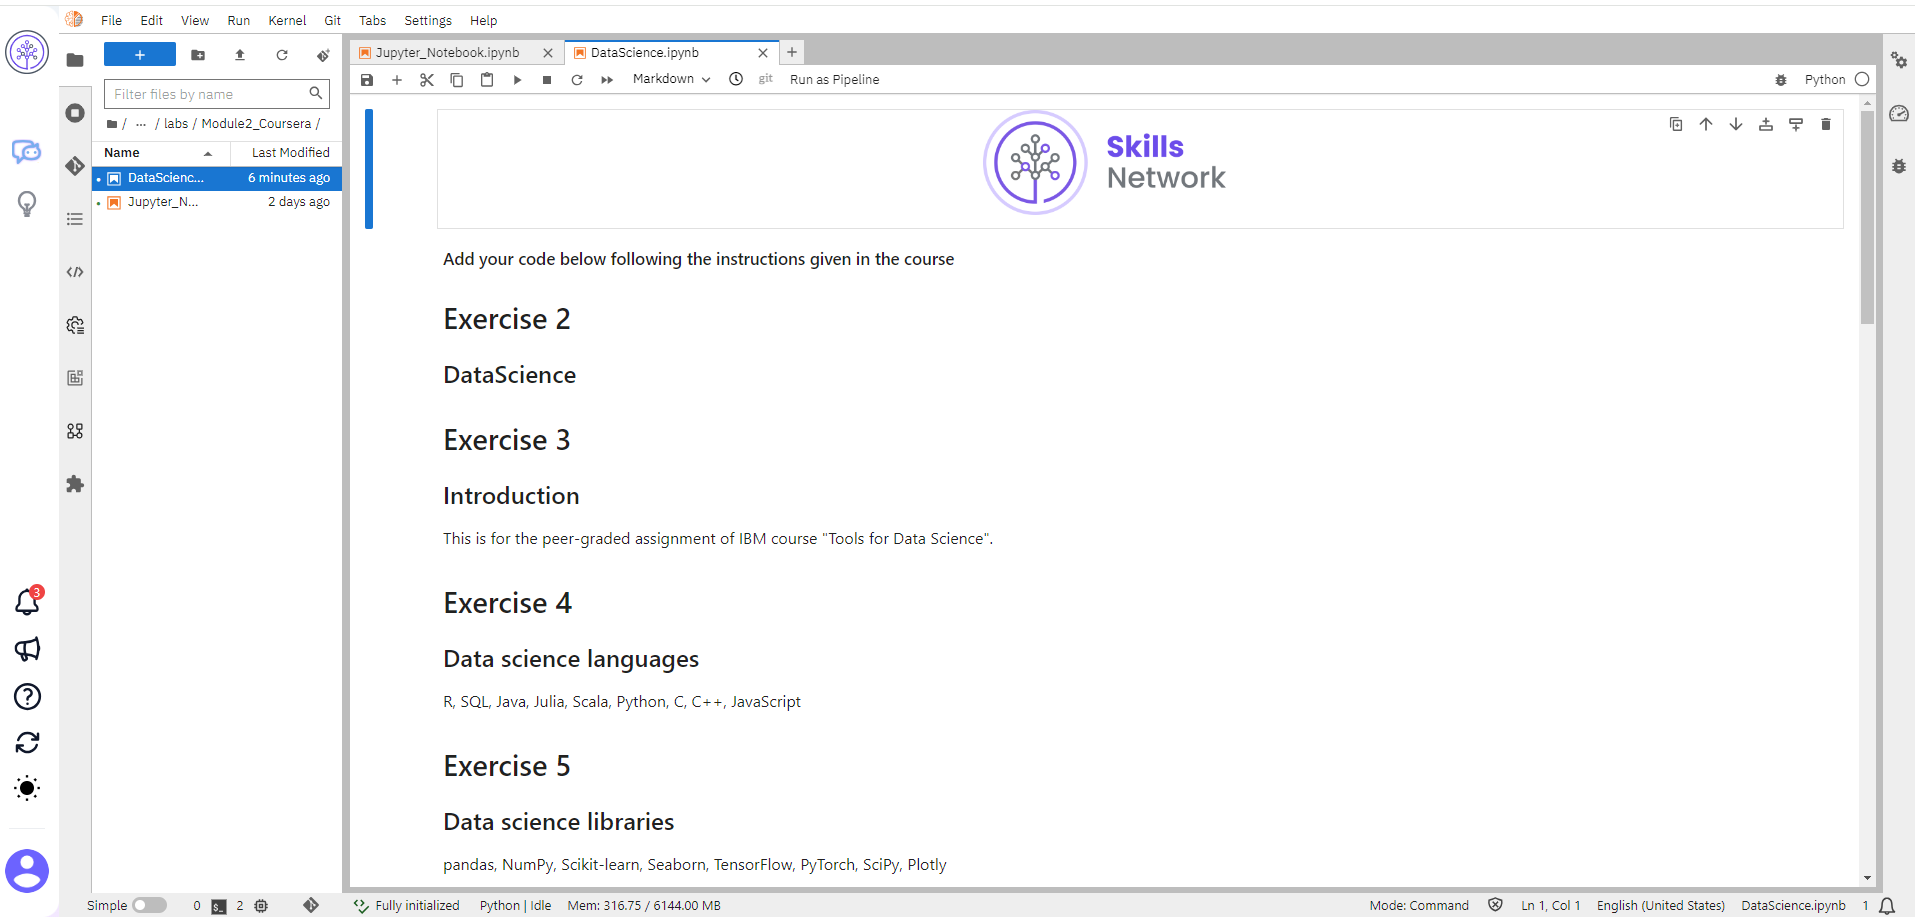 File Edit View Run Kernel Git Tabs Settings Help
+
Filter files by name
/ ... / labs / Module2_Coursera /
Name Last Modified
DataScienc... 6 minutes ago
Jupyter_N... 2 days ago
Jupyter_Notebook.ipynb DataScience.ipynb
Markdown git Run as Pipeline Python
Skills
Network
Add your code below following the instructions given in the course
Exercise 2
DataScience
Exercise 3
Introduction
This is for the peer-graded assignment of IBM course "Tools for Data Science".
Exercise 4
Data science languages
R, SQL, Java, Julia, Scala, Python, C, C++, JavaScript
Exercise 5
Data science libraries
pandas, NumPy, Scikit-learn, Seaborn, TensorFlow, PyTorch, SciPy, Plotly
3
Simple 0 2 Fully initialized Python | Idle Mem: 316.75 / 6144.00 MB Mode: Command Ln 1, Col 1 English (United States) DataScience.ipynb 1